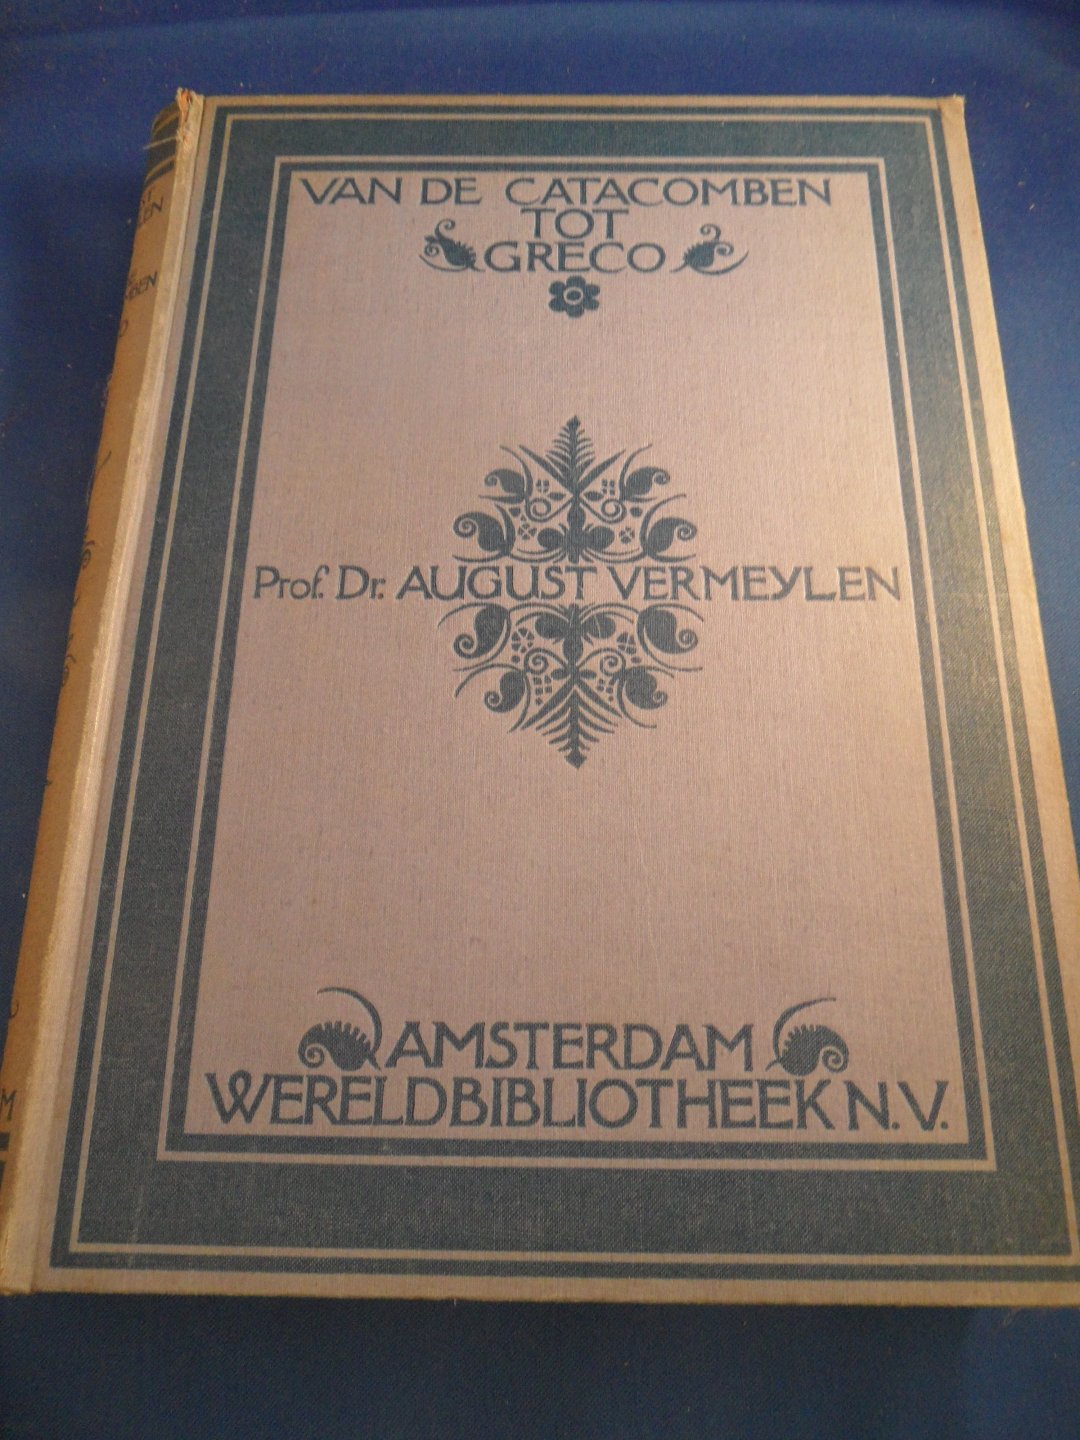 VAN DE CATACOMBEN
TOT
GRECO
Prof. Dr. AUGUST VERMEYLEN
AMSTERDAM
WERELDBIBLIOTHEEK N.V.